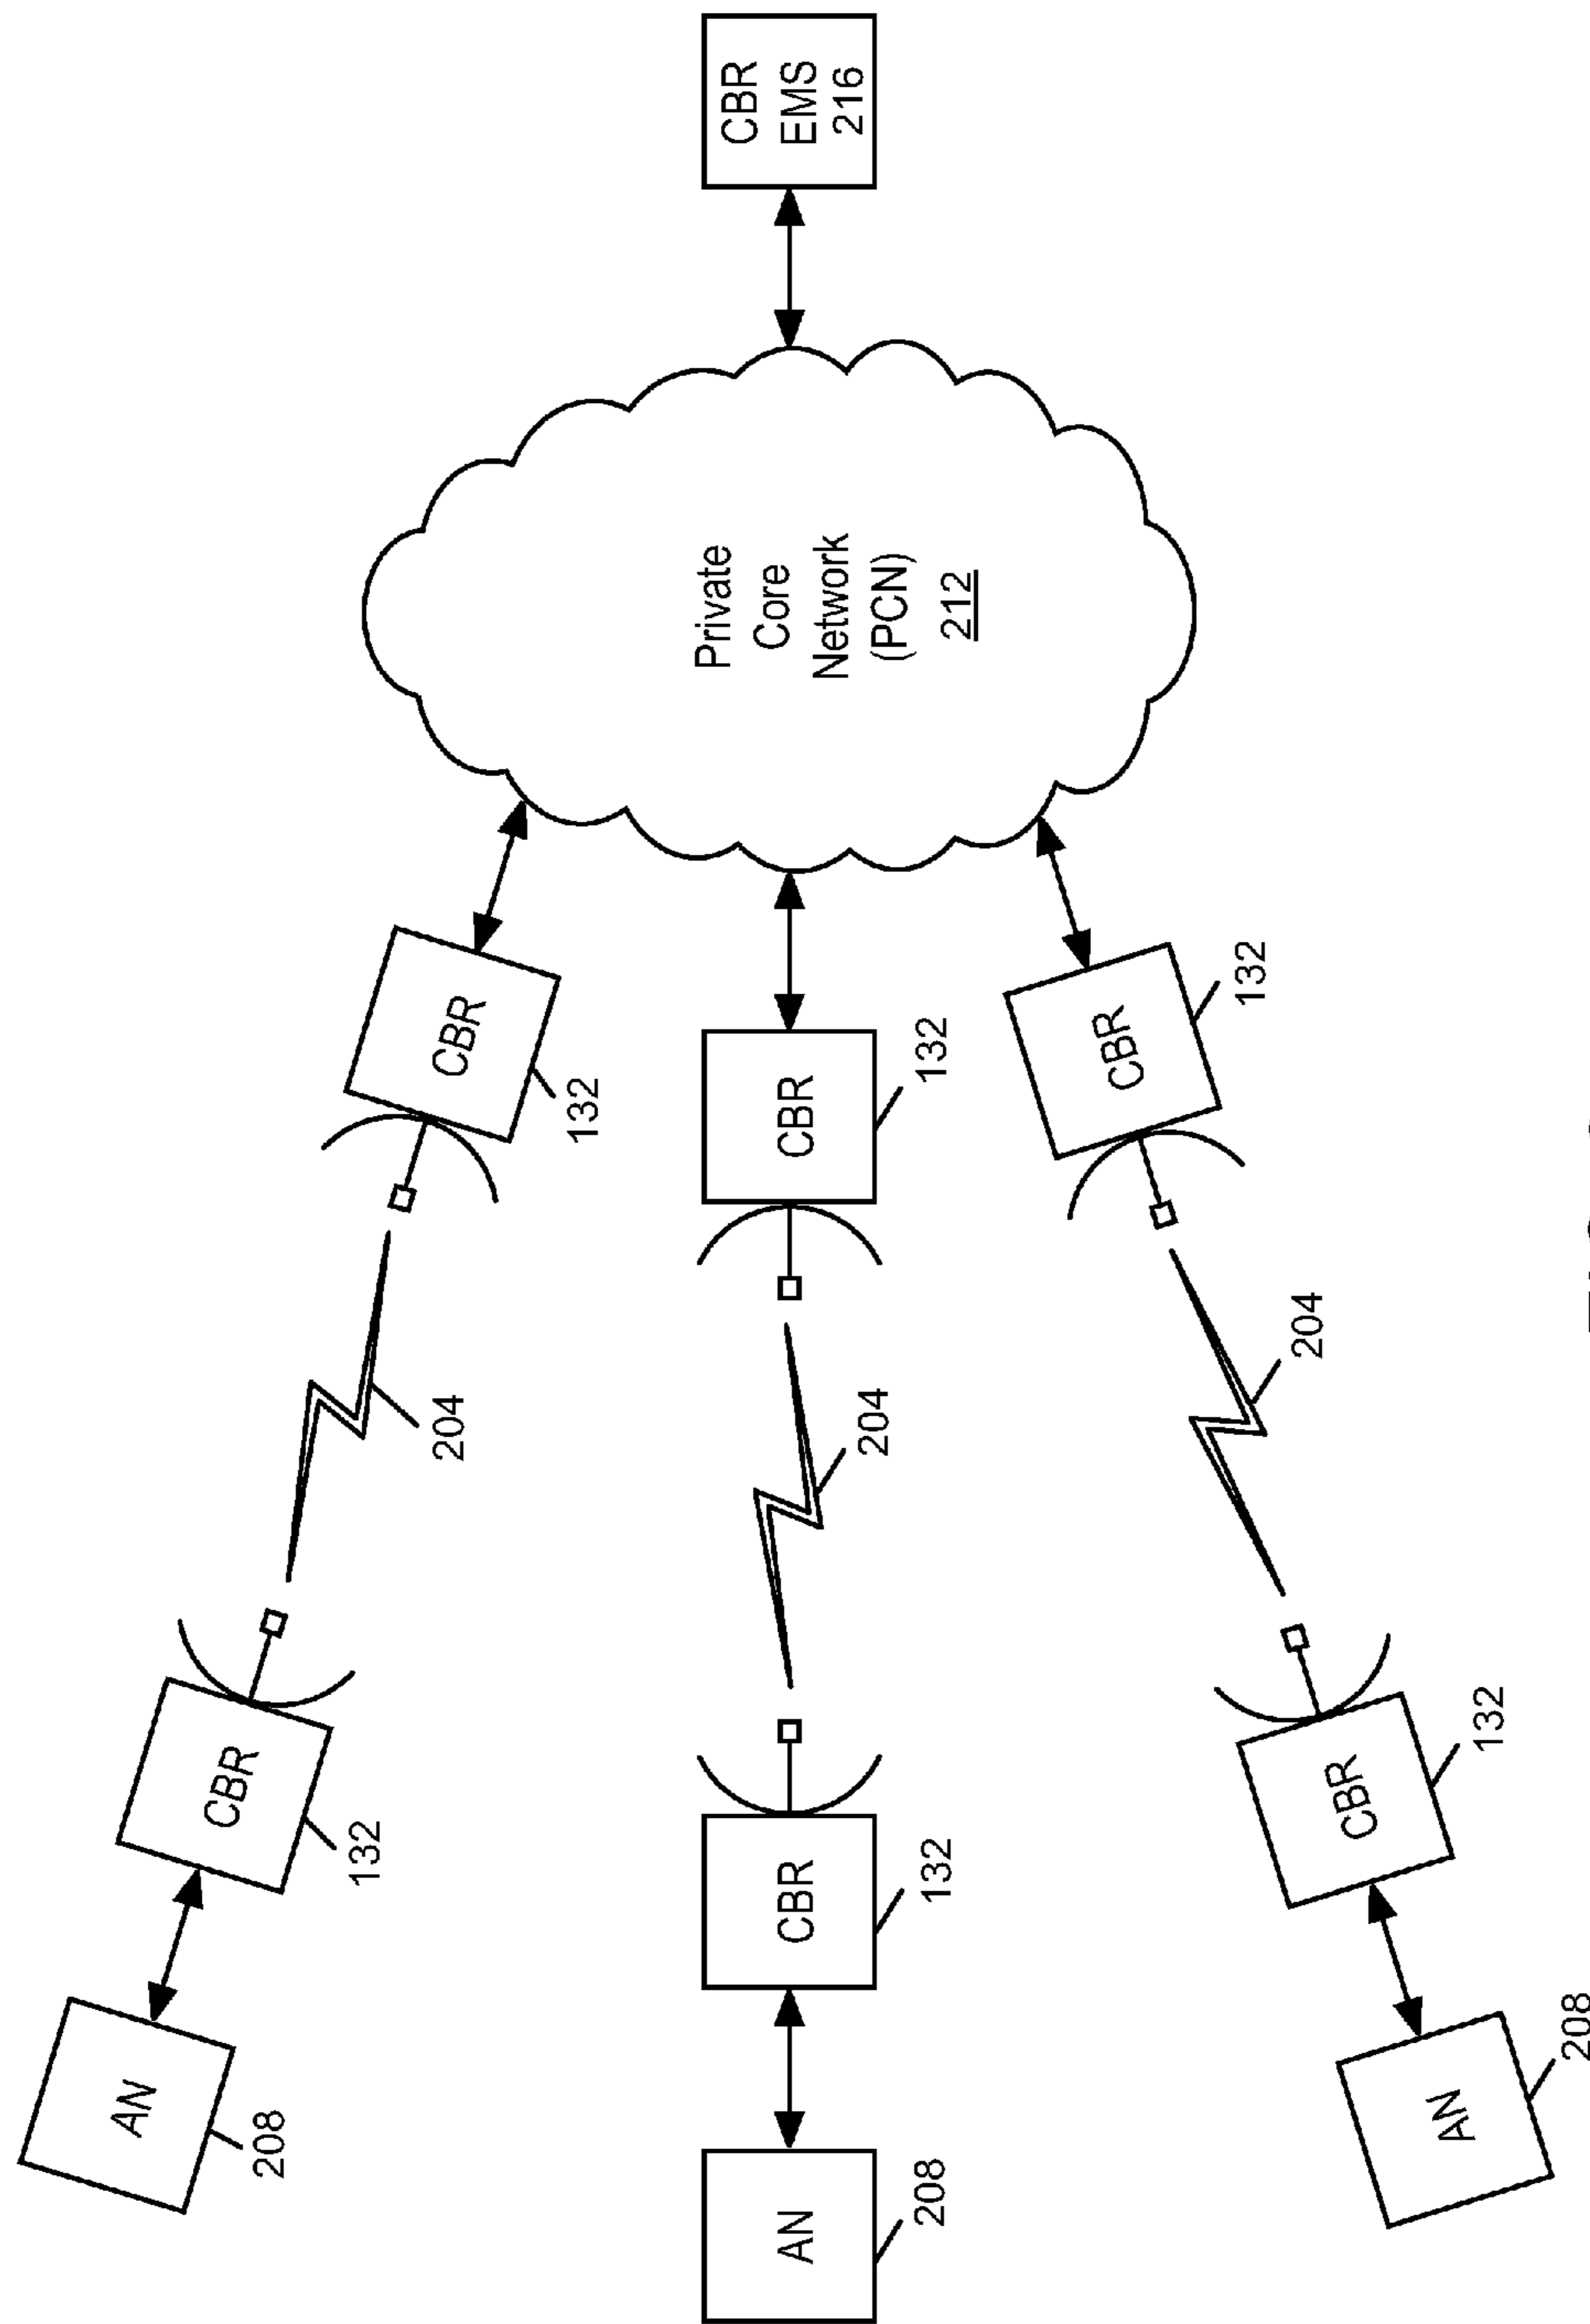 AN
208
CBR
132
204
CBR
132
AN
208
CBR
132
204
CBR
132
Private
Core
Network
(PCN)
212
CBR
EMS
216
AN
208
CBR
132
204
CBR
132